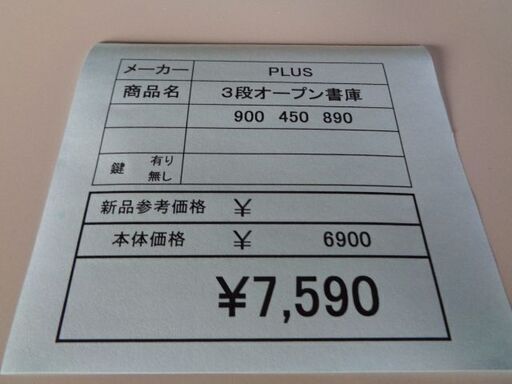 メーカー PLUS
商品名 3段オープン書庫
900 450 890
鍵 有り
無し
新品参考価格 ¥
本体価格 ¥ 6900
¥7,590